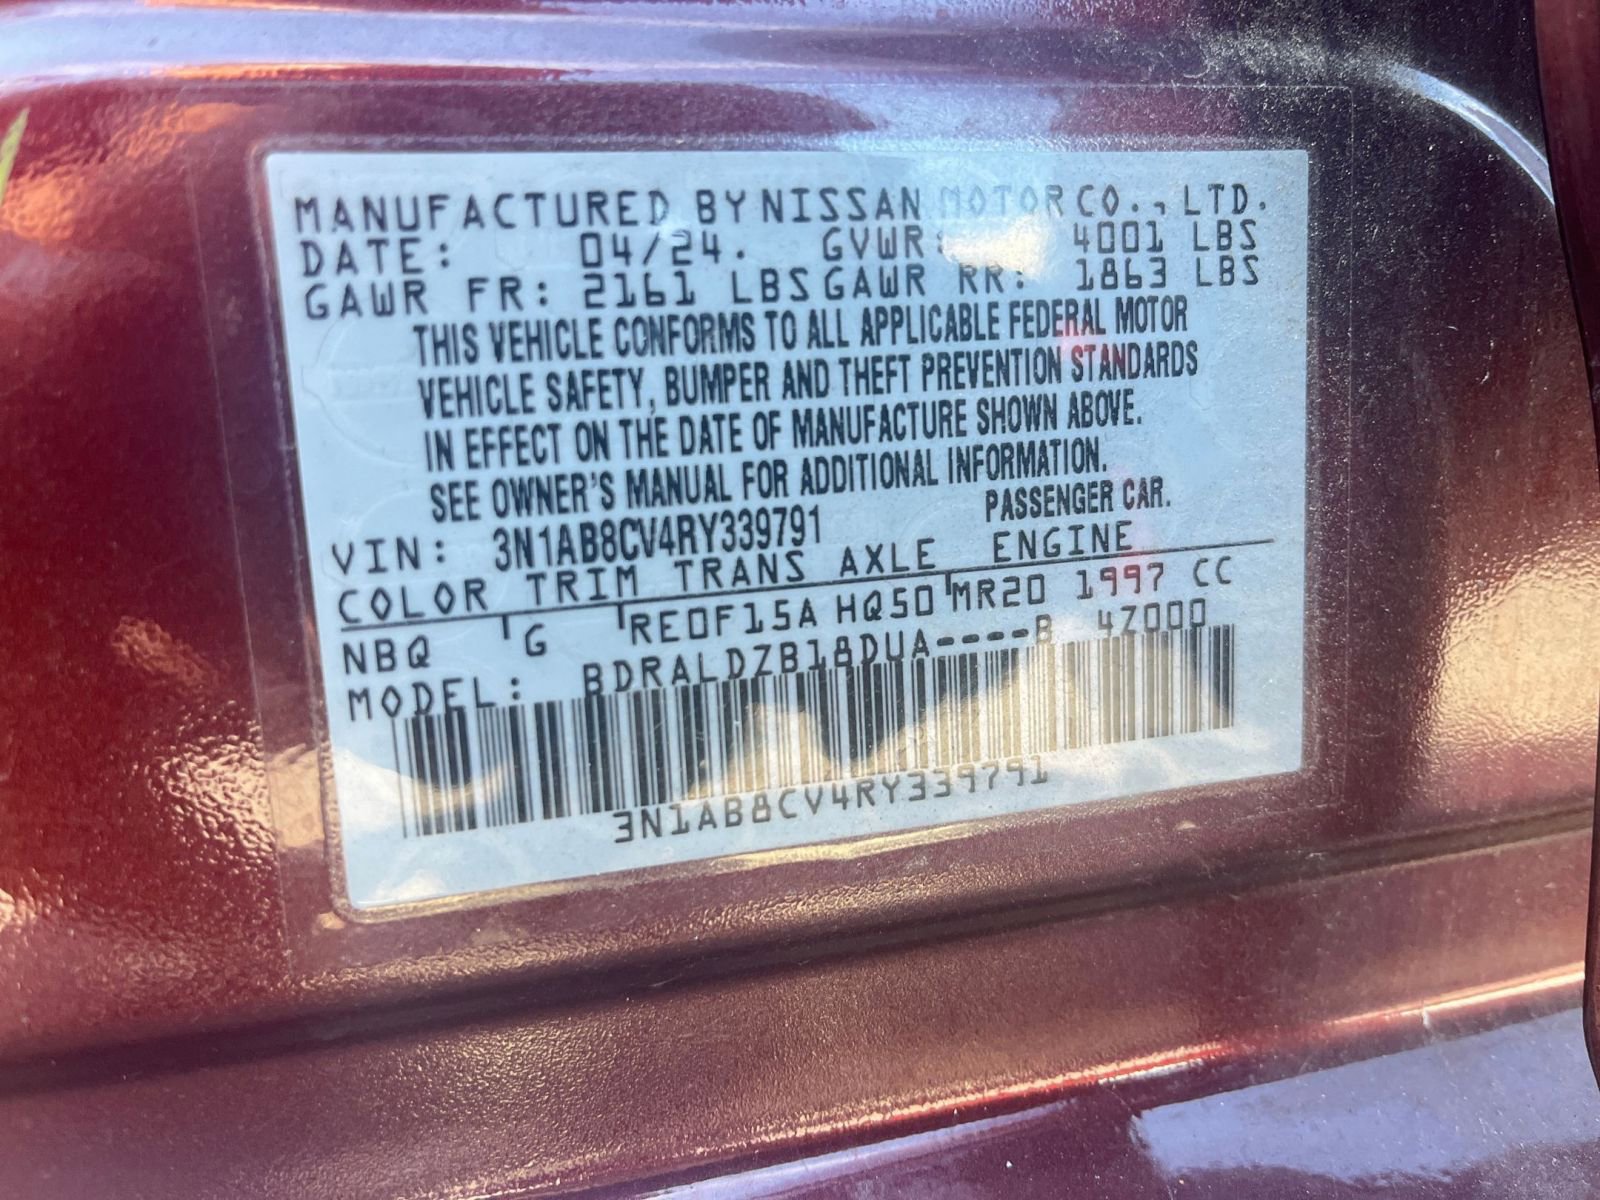 MANUFACTURED BY NISSAN MOTOR CO., LTD.
DATE: 04/24. GVWR: 4001 LBS
GAWR FR: 2161 LBS GAWR RR: 1863 LBS
THIS VEHICLE CONFORMS TO ALL APPLICABLE FEDERAL MOTOR
VEHICLE SAFETY, BUMPER AND THEFT PREVENTION STANDARDS
IN EFFECT ON THE DATE OF MANUFACTURE SHOWN ABOVE.
SEE OWNER'S MANUAL FOR ADDITIONAL INFORMATION.
VIN: 3N1AB8CV4RY339791 PASSENGER CAR.
COLOR TRIM TRANS AXLE ENGINE
NBQ G RE0F15A HQ50 MR20 1997 CC
MODEL: BDRALDZB18DUA----B 4Z000
3N1AB8CV4RY339791